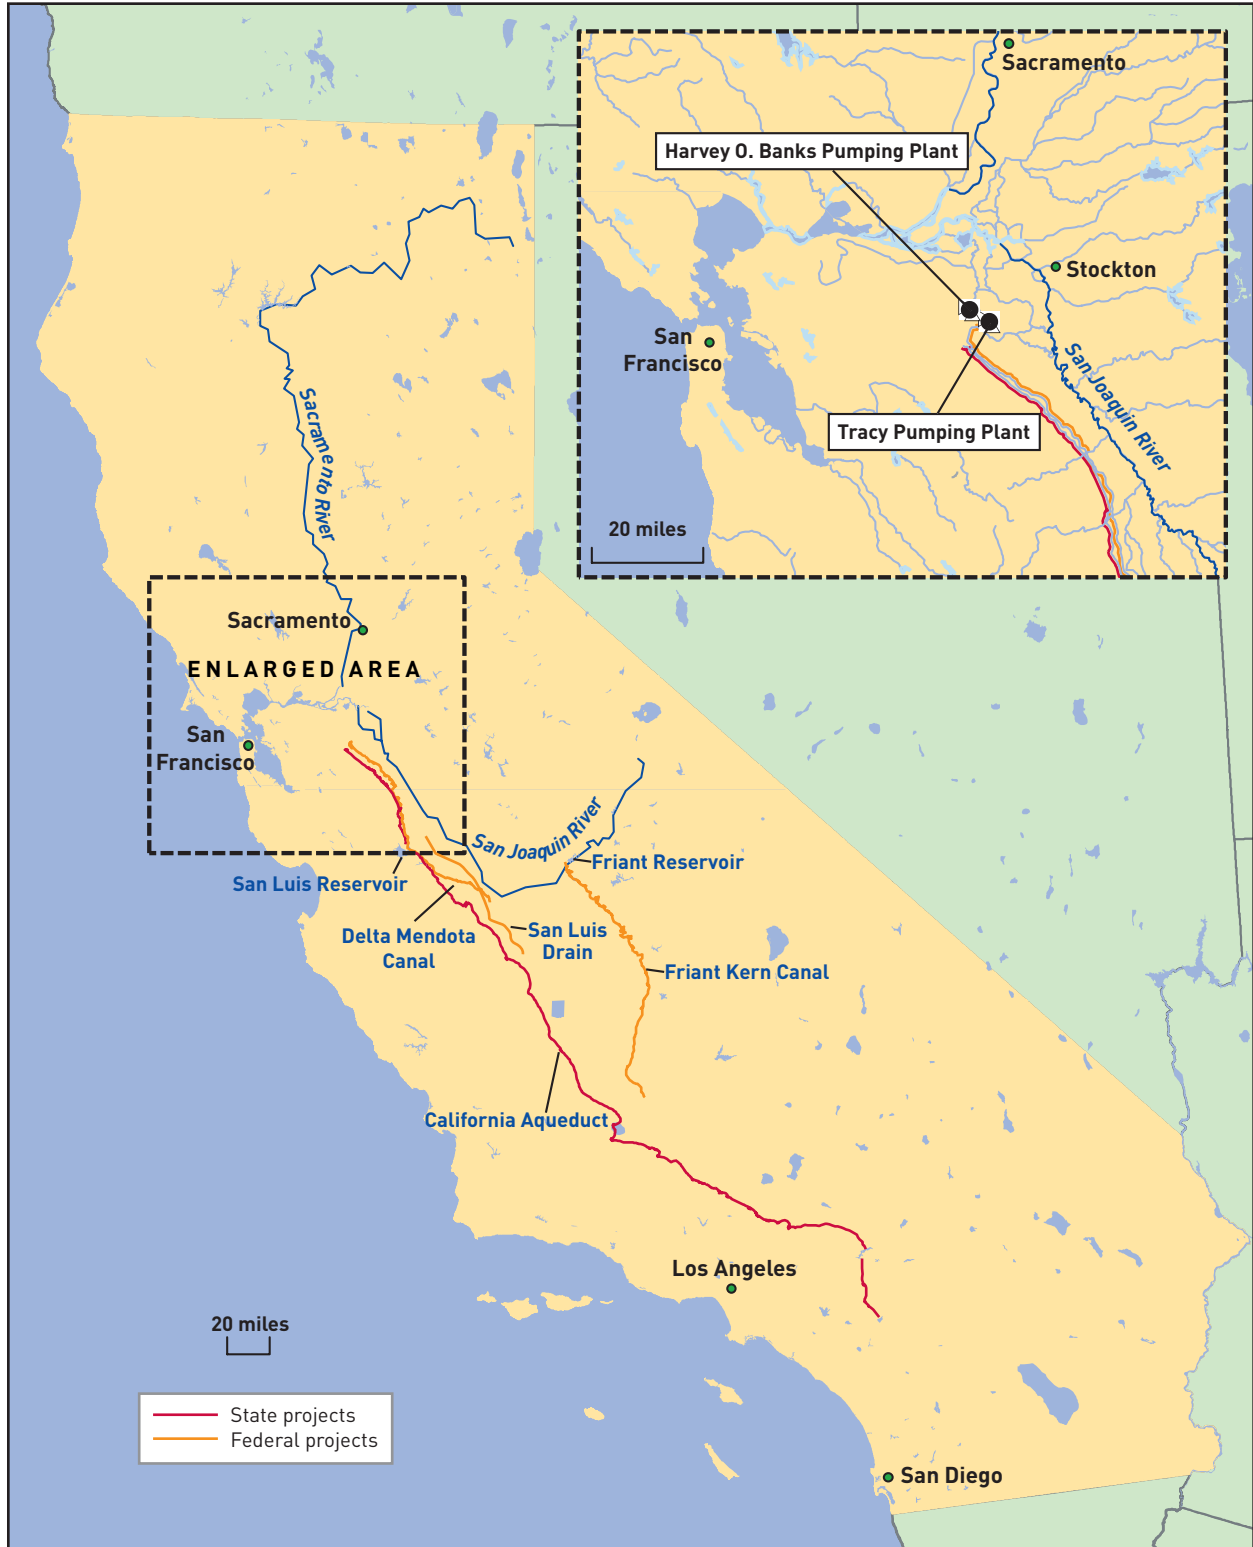 Sacramento
Harvey O. Banks Pumping Plant
Stockton
San
Francisco
San Joaquin River
Tracy Pumping Plant
20 miles
Sacramento River
Sacramento
ENLARGED AREA
San
Francisco
San Joaquin River
Friant Reservoir
San Luis Reservoir
Delta Mendota
Canal
San Luis
Drain
Friant Kern Canal
California Aqueduct
Los Angeles
20 miles
State projects
Federal projects
San Diego